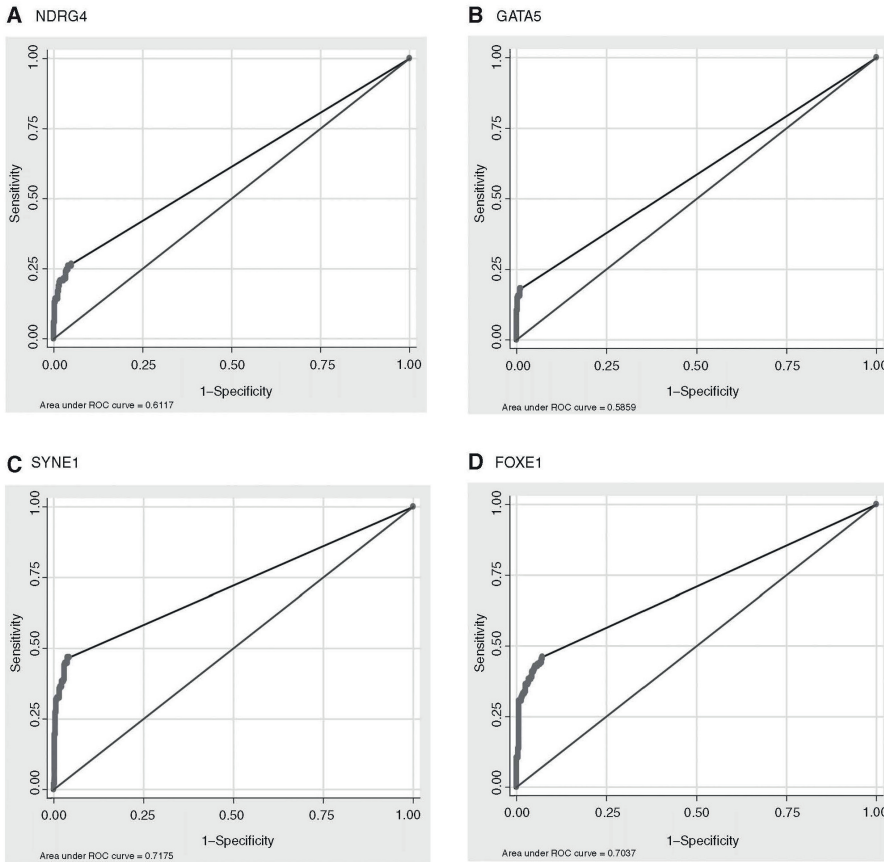 A NDRG4
1.00
0.75
0.50
0.25
0.00
Sensitivity
0.00 0.25 0.50 0.75 1.00
1–Specificity
Area under ROC curve = 0.6117
B GATA5
1.00
0.75
0.50
0.25
0.00
Sensitivity
0.00 0.25 0.50 0.75 1.00
1–Specificity
Area under ROC curve = 0.5859
C SYNE1
1.00
0.75
0.50
0.25
0.00
Sensitivity
0.00 0.25 0.50 0.75 1.00
1–Specificity
Area under ROC curve = 0.7175
D FOXE1
1.00
0.75
0.50
0.25
0.00
Sensitivity
0.00 0.25 0.50 0.75 1.00
1–Specificity
Area under ROC curve = 0.7037